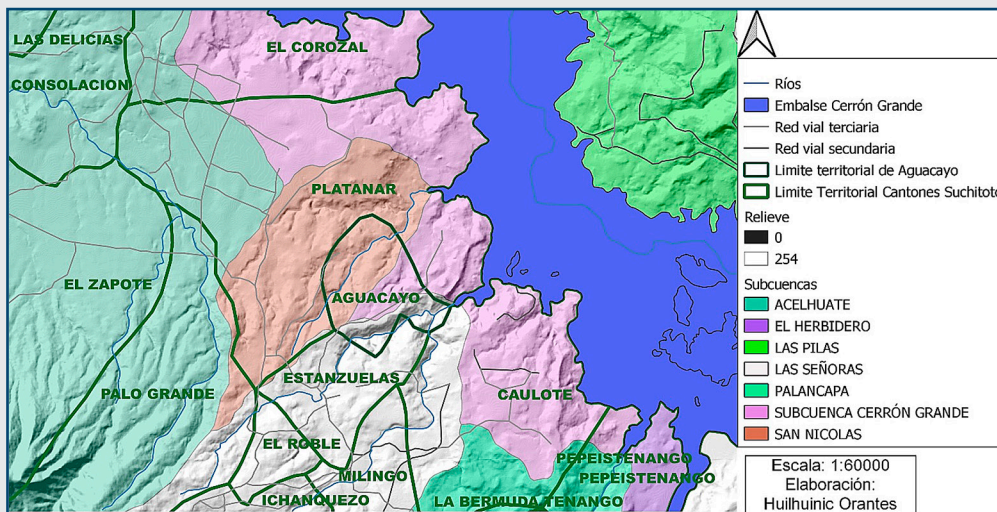 LAS DELICIAS
EL COROZAL
CONSOLACION
PLATANAR
EL ZAPOTE
AGUACAYO
ESTANZUELAS
PALO GRANDE
CAULOTE
EL ROBLE
PEPEISTENANGO
MILINGO
PEPEISTENANGO
ICHANQUEZO
LA BERMUDA TENANGO
Ríos
Embalse Cerrón Grande
Red vial terciaria
Red vial secundaria
Limite territorial de Aguacayo
Limite Territorial Cantones Suchitoto
Relieve
0
254
Subcuencas
ACELHUATE
EL HERBIDERO
LAS PILAS
LAS SEÑORAS
PALANCAPA
SUBCUENCA CERRÓN GRANDE
SAN NICOLAS
Escala: 1:60000
Elaboración:
Huilhuinic Orantes